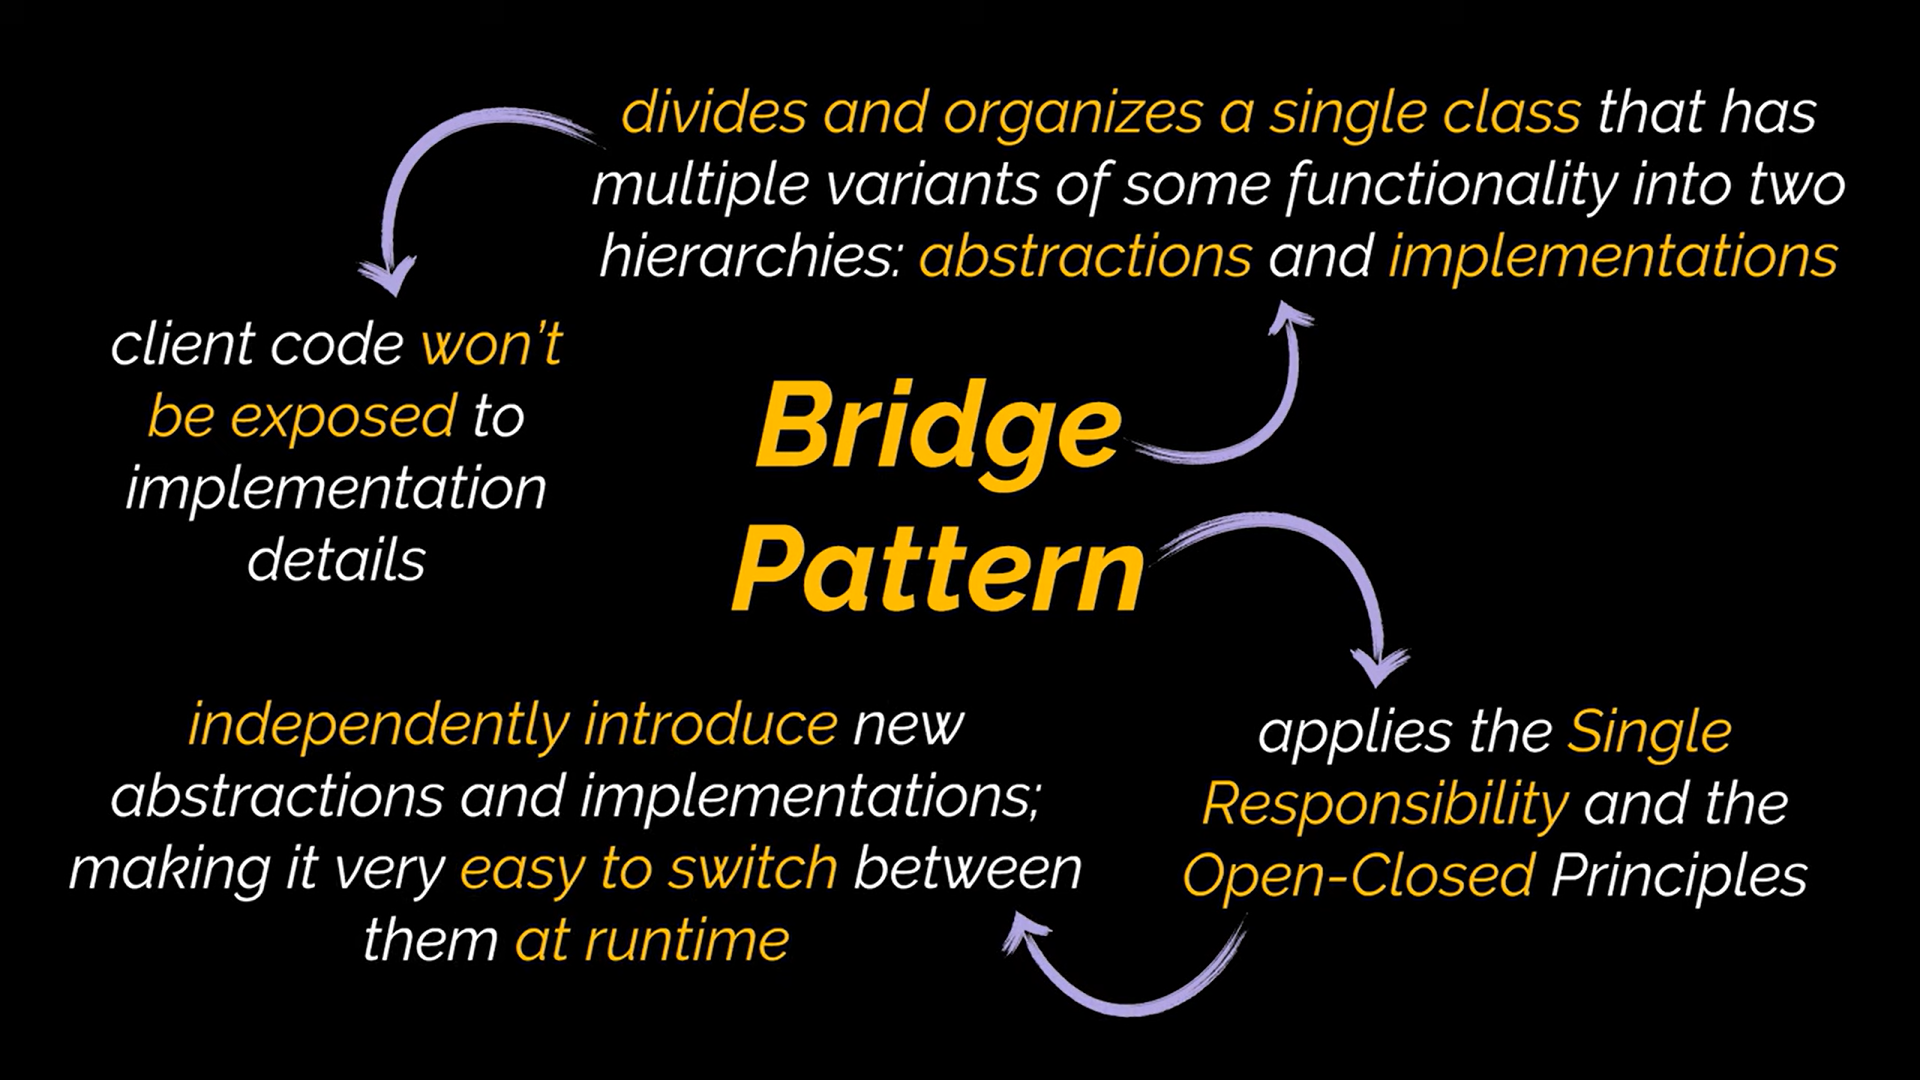 divides and organizes a single class that has
multiple variants of some functionality into two
hierarchies: abstractions and implementations
client code won't
be exposed to
implementation
details
Bridge
Pattern
independently introduce new
abstractions and implementations;
making it very easy to switch between
them at runtime
applies the Single
Responsibility and the
Open-Closed Principles